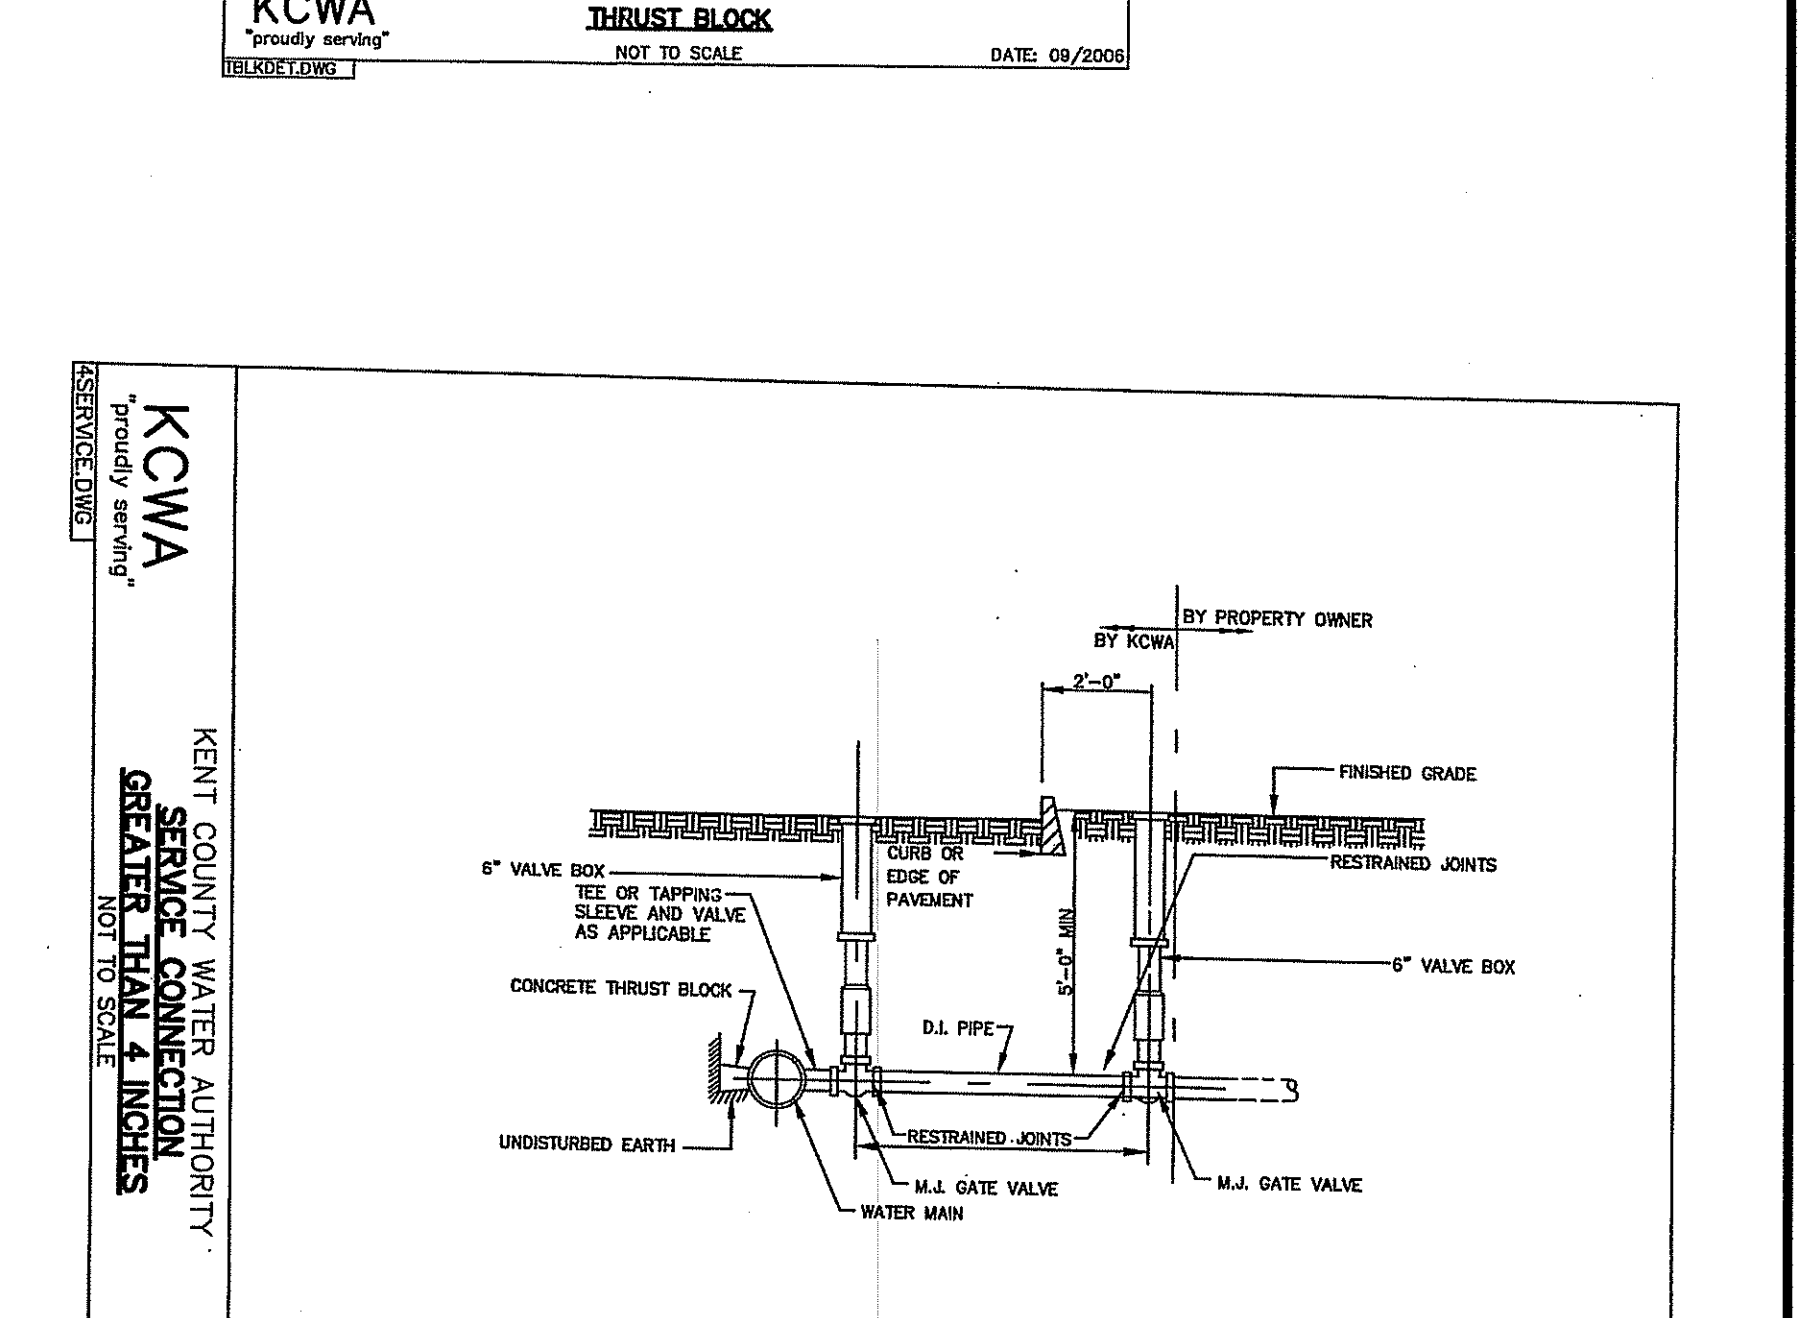 KCWA
"proudly serving"
THRUST BLOCK
NOT TO SCALE
DATE: 09/2006
TBLKDET.DWG
4SERVICE.DWG
KCWA
"proudly serving"
KENT COUNTY WATER AUTHORITY
SERVICE CONNECTION
GREATER THAN 4 INCHES
NOT TO SCALE
BY PROPERTY OWNER
BY KCWA
2'-0"
FINISHED GRADE
CURB OR
EDGE OF
PAVEMENT
RESTRAINED JOINTS
6" VALVE BOX
TEE OR TAPPING
SLEEVE AND VALVE
AS APPLICABLE
5'-0" MIN
6" VALVE BOX
CONCRETE THRUST BLOCK
D.I. PIPE
UNDISTURBED EARTH
RESTRAINED JOINTS
M.J. GATE VALVE
M.J. GATE VALVE
WATER MAIN